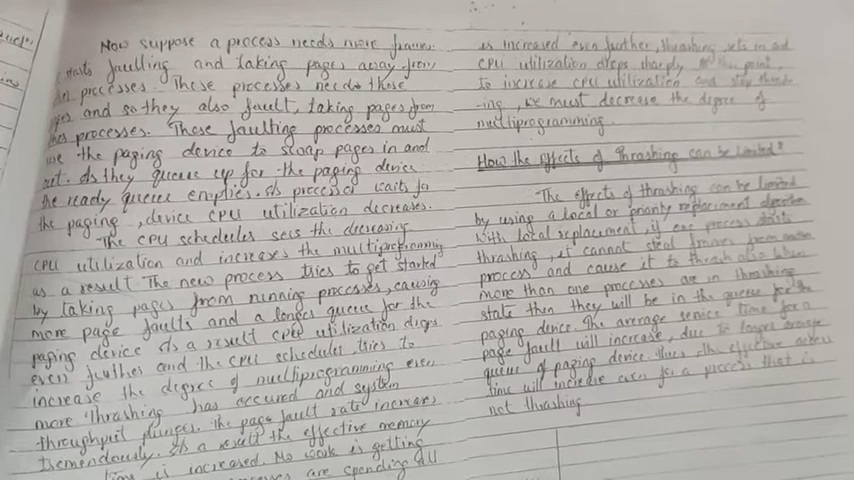 Now suppose a process needs more frames
starts faulting and taking pages away from
processes. These processes needs those
and so they also fault, taking pages from
processes. These faulting processes must
use the paging device to swap pages in and
out. As they queue up for the paging device
the ready queue empties. As processes waits for
the paging, device CPU utilization decreases.
The CPU schedules sees the decreasing
CPU utilization and increases the multiprogramming
as a result The new process tries to get started
by taking pages from running processes, causing
more page faults and a longer queue for the
paging device As a result CPU utilization drops
even further and the CPU schedules tries to
increase the degree of multiprogramming even
more Thrashing has occured and system
throughput plunges. The page fault rate increases
tremendously. As a result the effective memory
is increased. No work is getting
are spending all
is increased even further, thrashing sets in and
CPU utilization drops sharply the point,
to increase CPU utilization and stop thrash
-ing, we must decrease the degree of
multiprogramming.
How the effects of Thrashing can be limited?
The effects of thrashing can be limited
by using a local or priority replacement algorithm
with local replacement, if one process starts
thrashing, it cannot steal frames from
process and cause it to thrash also when
more than one processes are in thrashing
state then they will be in the queue for the
paging device. The average service time for a
page fault will increase, due to longer average
queue of paging device. Thus the effective access
time will increase even for a process that is
not thrashing